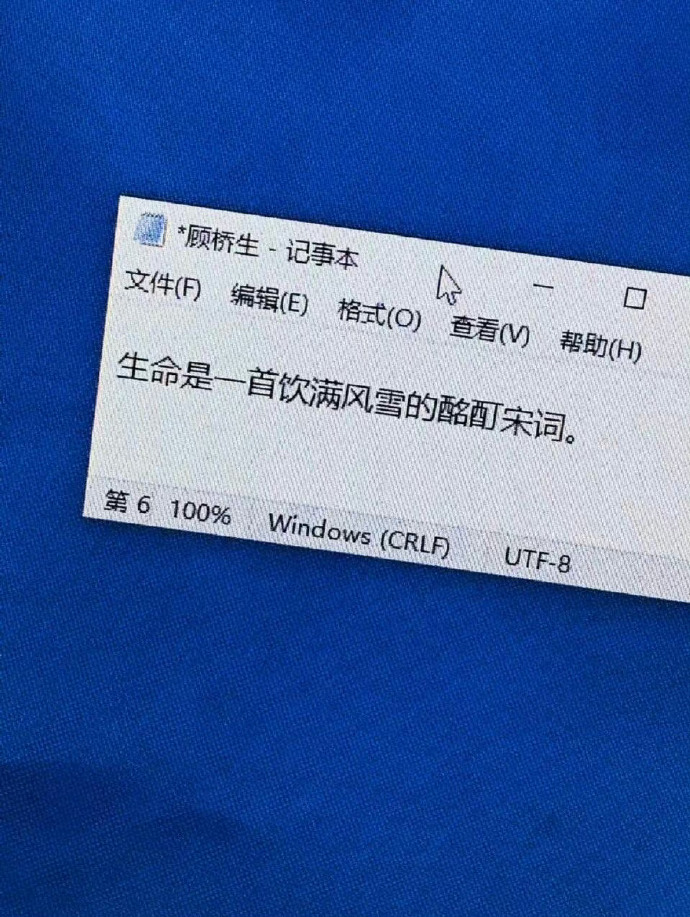 *顾桥生 - 记事本
文件(F) 编辑(E) 格式(O) 查看(V) 帮助(H)
生命是一首饮满风雪的酩酊宋词。
第 6 100% Windows (CRLF) UTF-8